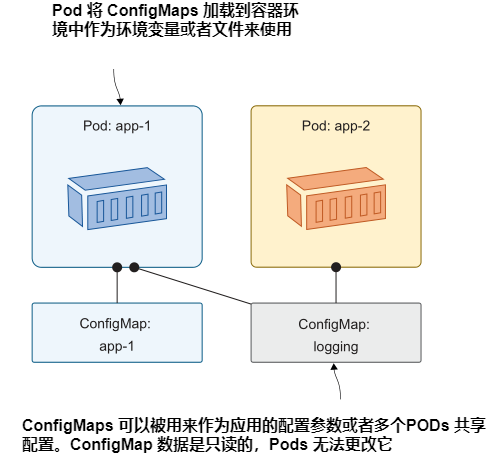 Pod 将 ConfigMaps 加载到容器环
境中作为环境变量或者文件来使用
Pod: app-1
Pod: app-2
ConfigMap:
app-1
ConfigMap:
logging
ConfigMaps 可以被用来作为应用的配置参数或者多个PODs 共享
配置。ConfigMap 数据是只读的，Pods 无法更改它